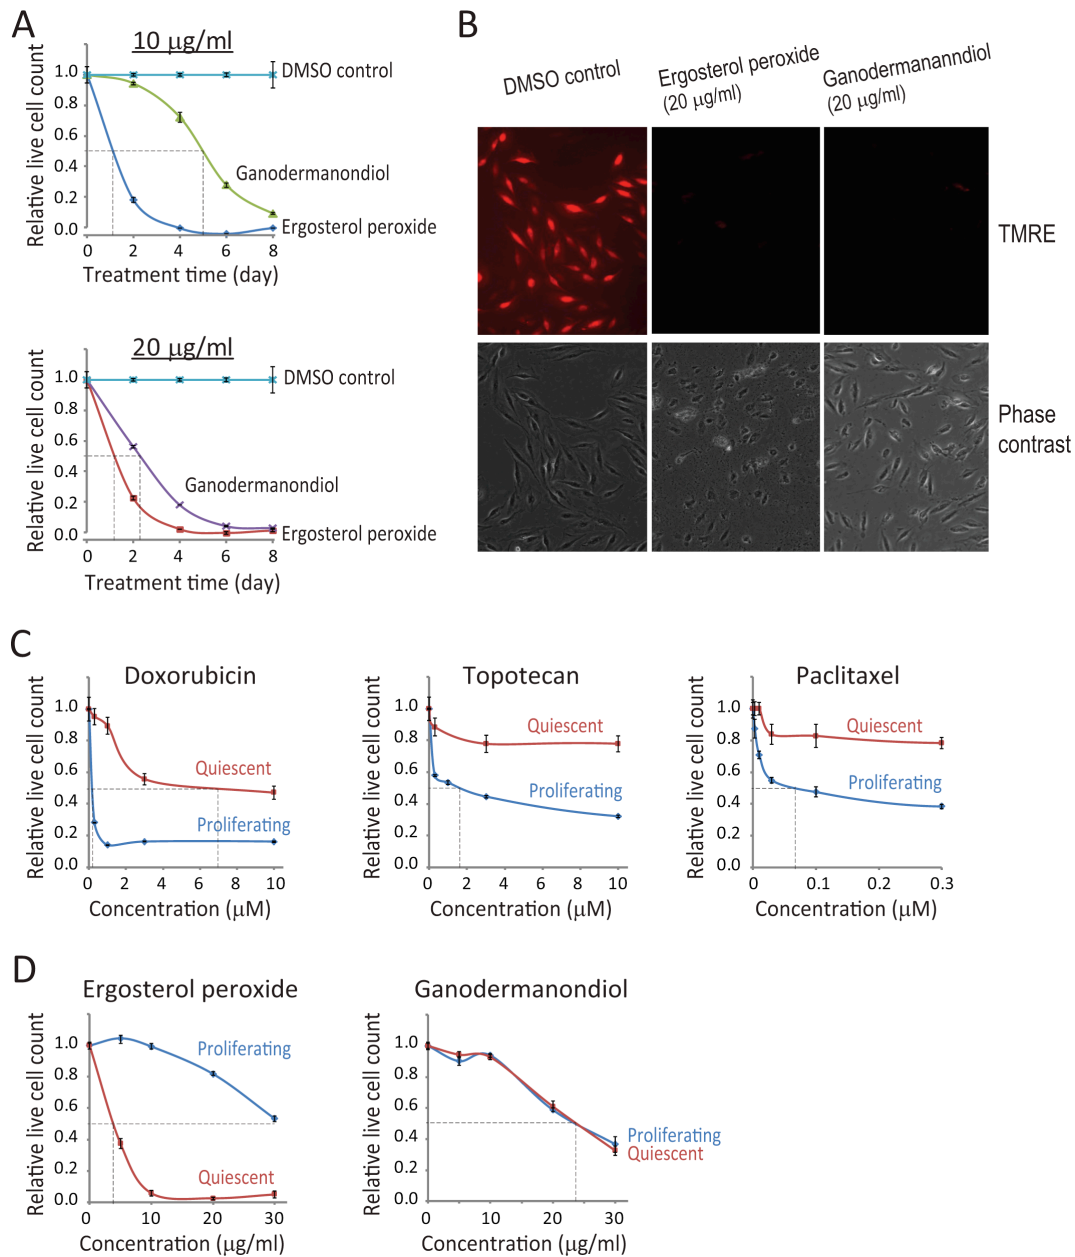 A
10 µg/ml
Relative live cell count
1.0
0.8
0.6
0.4
0.2
0.0
DMSO control
Ganodermanondiol
Ergosterol peroxide
0 2 4 6 8
Treatment time (day)
20 µg/ml
Relative live cell count
1.0
0.8
0.6
0.4
0.2
0.0
DMSO control
Ganodermanondiol
Ergosterol peroxide
0 2 4 6 8
Treatment time (day)
B
DMSO control
Ergosterol peroxide
(20 µg/ml)
Ganodermananndiol
(20 µg/ml)
TMRE
Phase
contrast
C
Doxorubicin
Relative live cell count
1.0
0.8
0.6
0.4
0.2
0.0
Quiescent
Proliferating
0 2 4 6 8 10
Concentration (µM)
Topotecan
Relative live cell count
1.0
0.8
0.6
0.4
0.2
0.0
Quiescent
Proliferating
0 2 4 6 8 10
Concentration (µM)
Paclitaxel
Relative live cell count
1.0
0.8
0.6
0.4
0.2
0.0
Quiescent
Proliferating
0 0.1 0.2 0.3
Concentration (µM)
D
Ergosterol peroxide
Relative live cell count
1.0
0.8
0.6
0.4
0.2
0.0
Proliferating
Quiescent
0 10 20 30
Concentration (µg/ml)
Ganodermanondiol
Relative live cell count
1.0
0.8
0.6
0.4
0.2
0.0
Proliferating
Quiescent
0 10 20 30
Concentration (µg/ml)